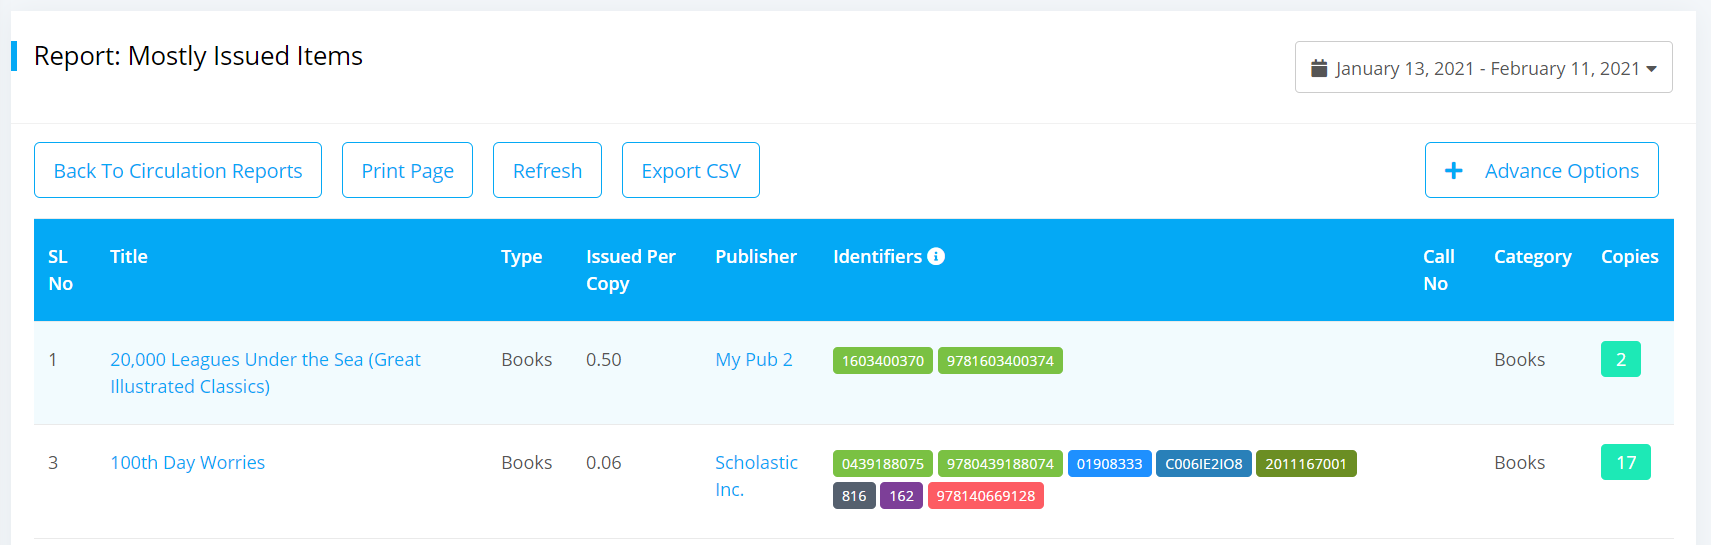 Report: Mostly Issued Items
January 13, 2021 - February 11, 2021
Back To Circulation Reports Print Page Refresh Export CSV Advance Options
SL No Title Type Issued Per Copy Publisher Identifiers Call No Category Copies
1 20,000 Leagues Under the Sea (Great Illustrated Classics) Books 0.50 My Pub 2 1603400370 9781603400374 Books 2
3 100th Day Worries Books 0.06 Scholastic Inc. 0439188075 9780439188074 01908333 C006IE2IO8 2011167001 816 162 978140669128 Books 17